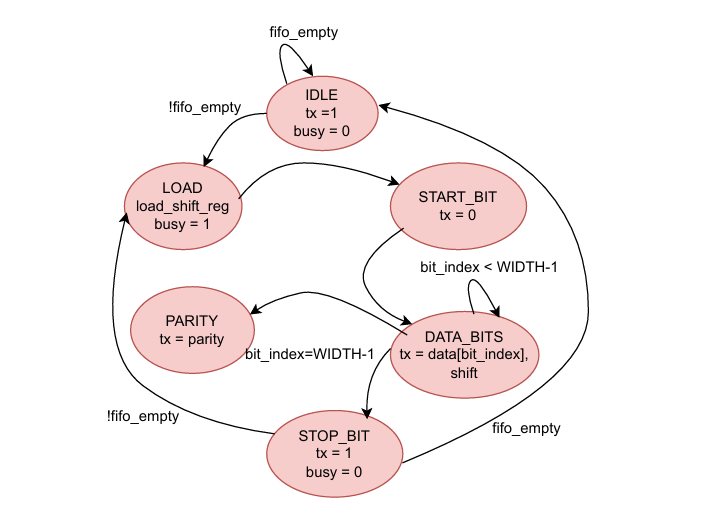 fifo_empty
IDLE
tx =1
busy = 0
!fifo_empty
LOAD
load_shift_reg
busy = 1
START_BIT
tx = 0
bit_index < WIDTH-1
PARITY
tx = parity
DATA_BITS
tx = data[bit_index],
shift
bit_index=WIDTH-1
!fifo_empty
STOP_BIT
tx = 1
busy = 0
fifo_empty